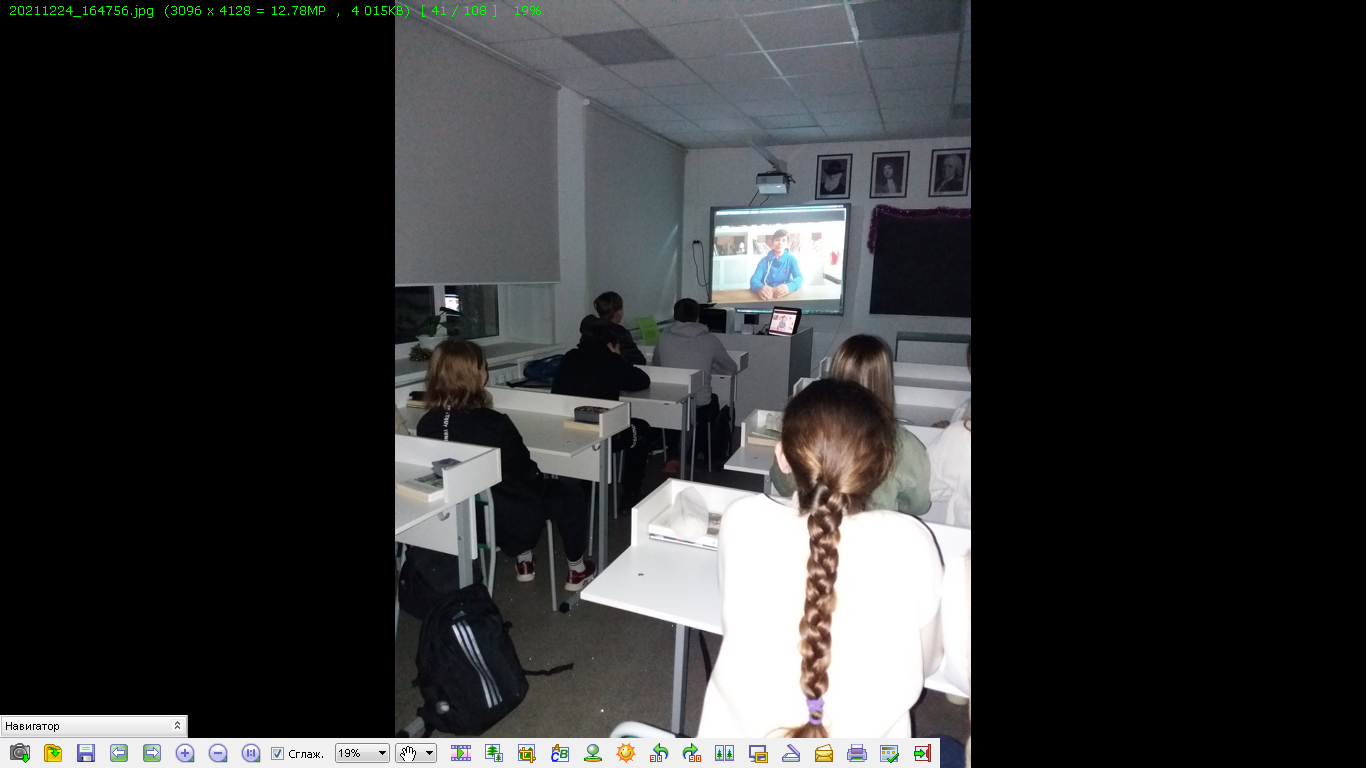 20211224_164756.jpg (3096 x 4128 = 12.78MP , 4 015KB) [ 41 / 108 ] 19%
Навигатор
Сглаж. 19%